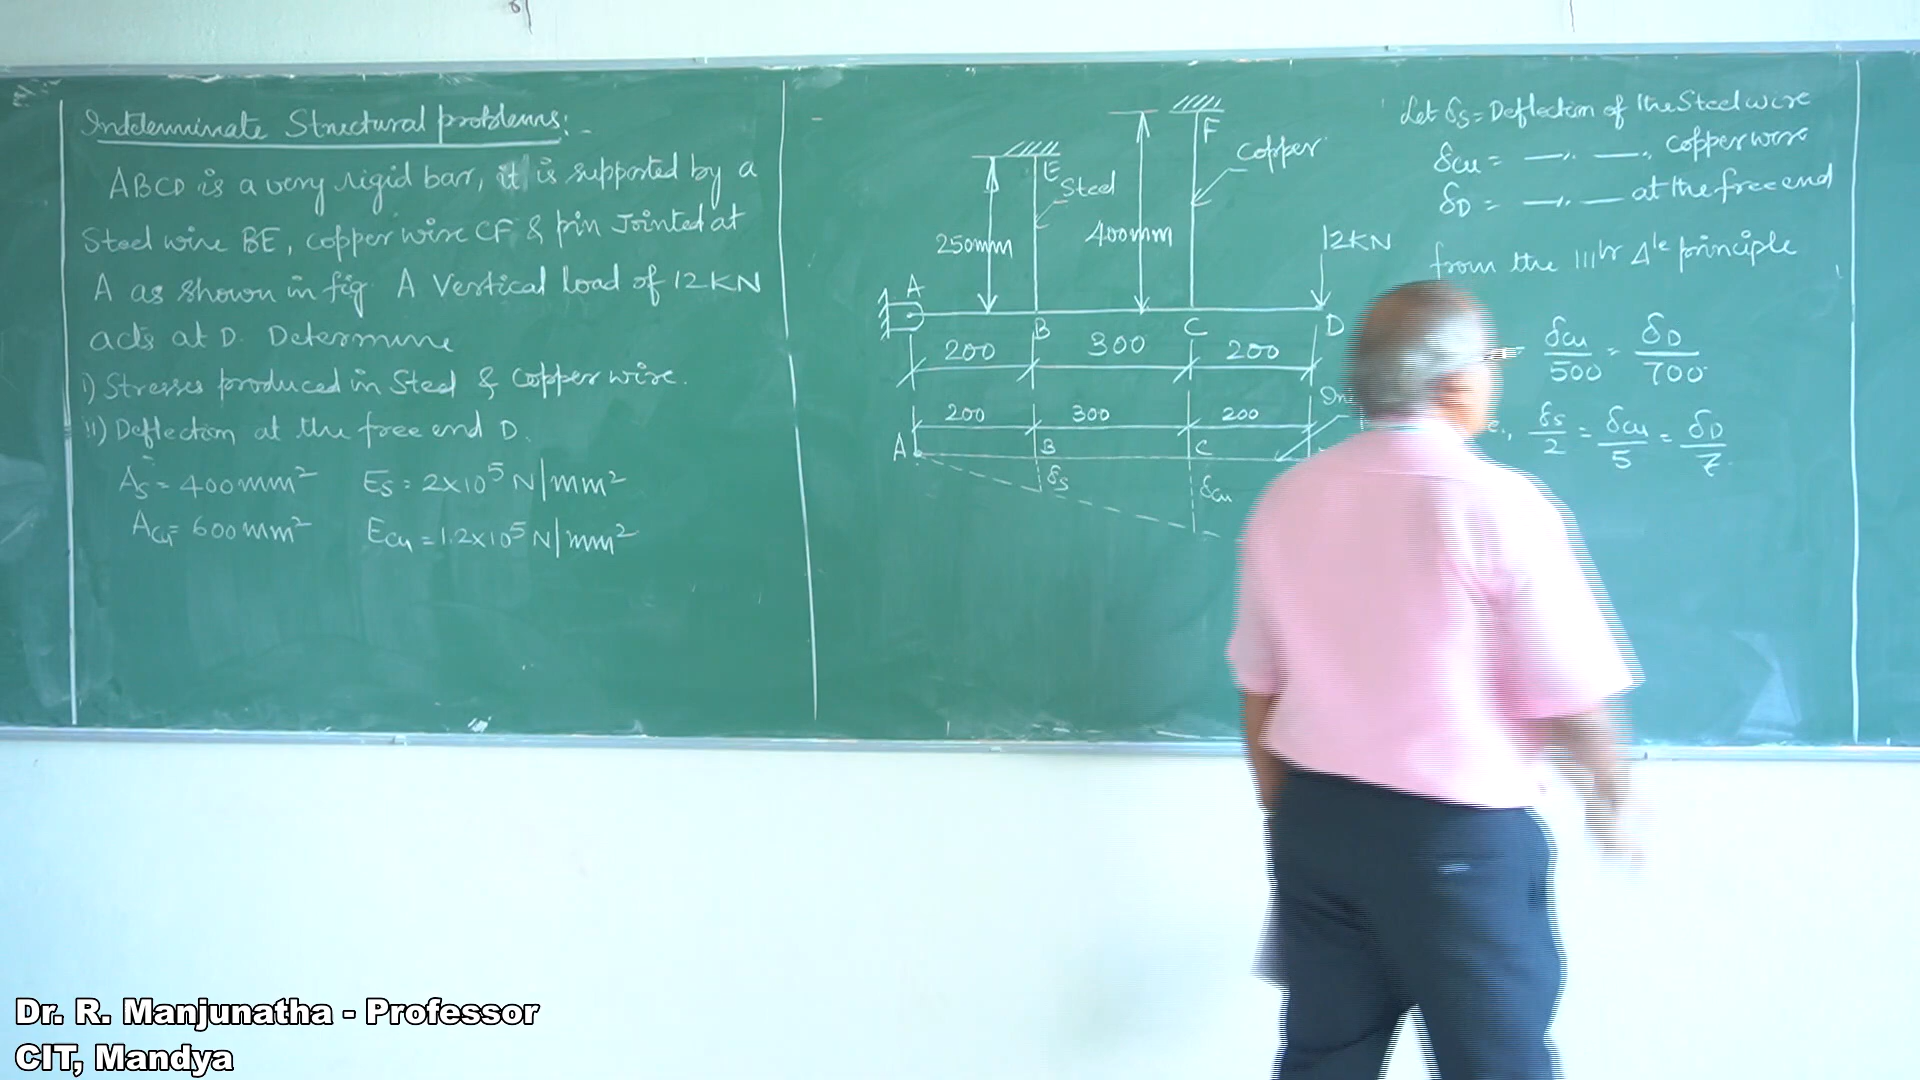 Indeterminate Structural problems:-
ABCD is a very rigid bar, it is supported by a
Steel wire BE, copper wire CF & pin Jointed at
A as shown in fig. A Vertical load of 12KN
acts at D. Determine
i) Stresses produced in Steel & Copper wire.
ii) Deflection at the free end D.
As = 400mm² Es = 2x10⁵ N/mm²
Acu = 600mm² Ecu = 1.2x10⁵ N/mm²
F
Copper
E
Steel
250mm
400mm
12KN
A
B
C
D
200
300
200
200
300
200
A
B
C
δs
δcu
Let δs = Deflection of the Steel wire
δcu = —〃— —〃 copper wire
δD = —〃— at the free end
from the 111lr Δle principle
δcu/500 = δD/700
δs/2 = δcu/5 = δD/7
Dr. R. Manjunatha - Professor
CIT, Mandya